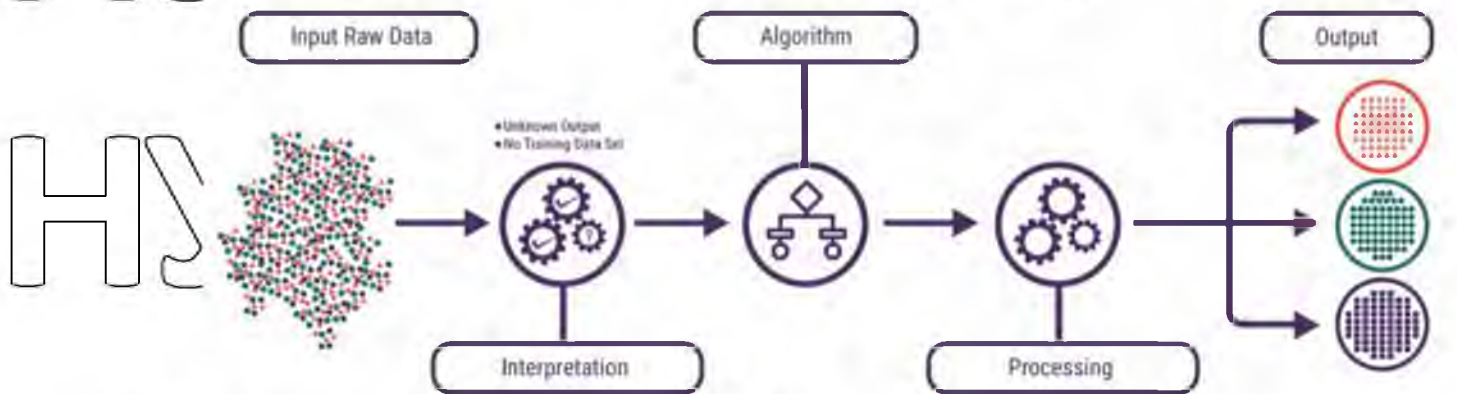 Input Raw Data
Algorithm
Output
• Unknown Output
• No Training Data Set
Interpretation
Processing